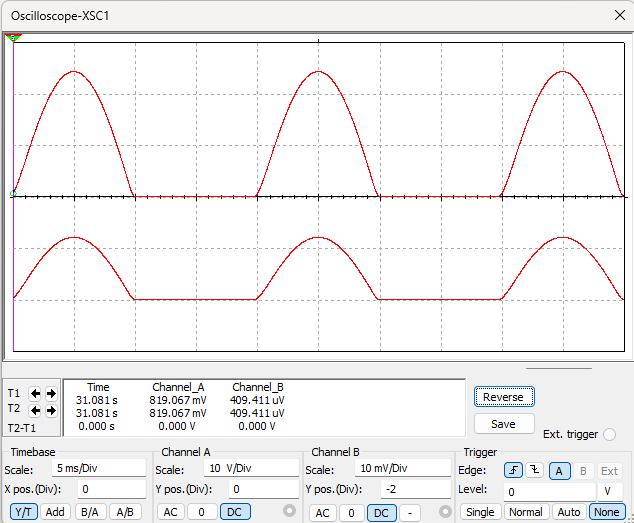 Oscilloscope-XSC1
Time Channel_A Channel_B
T1 31.081 s 819.067 mV 409.411 uV
T2 31.081 s 819.067 mV 409.411 uV
T2-T1 0.000 s 0.000 V 0.000 V
Reverse
Save
Ext. trigger
Timebase Channel A Channel B Trigger
Scale: 5 ms/Div Scale: 10 V/Div Scale: 10 mV/Div Edge: A B Ext
X pos.(Div): 0 Y pos.(Div): 0 Y pos.(Div): -2 Level: 0 V
Y/T Add B/A A/B AC 0 DC AC 0 DC - Single Normal Auto None